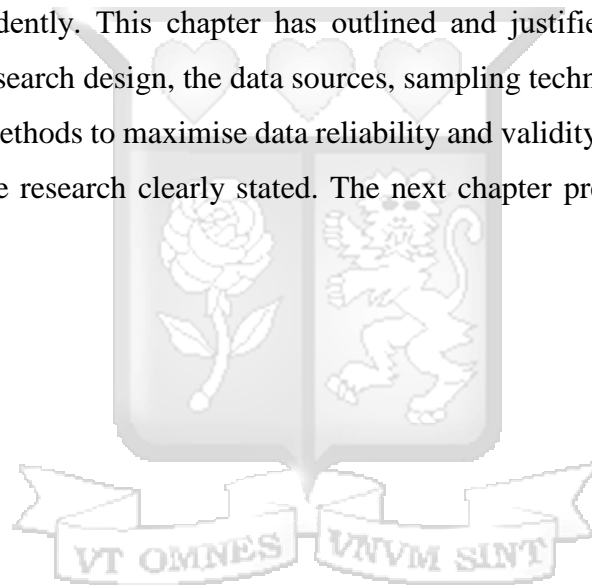 dently. This chapter has outlined and justifie
search design, the data sources, sampling techn
ethods to maximise data reliability and validity
e research clearly stated. The next chapter pr
VT OMNES VNVM SINT